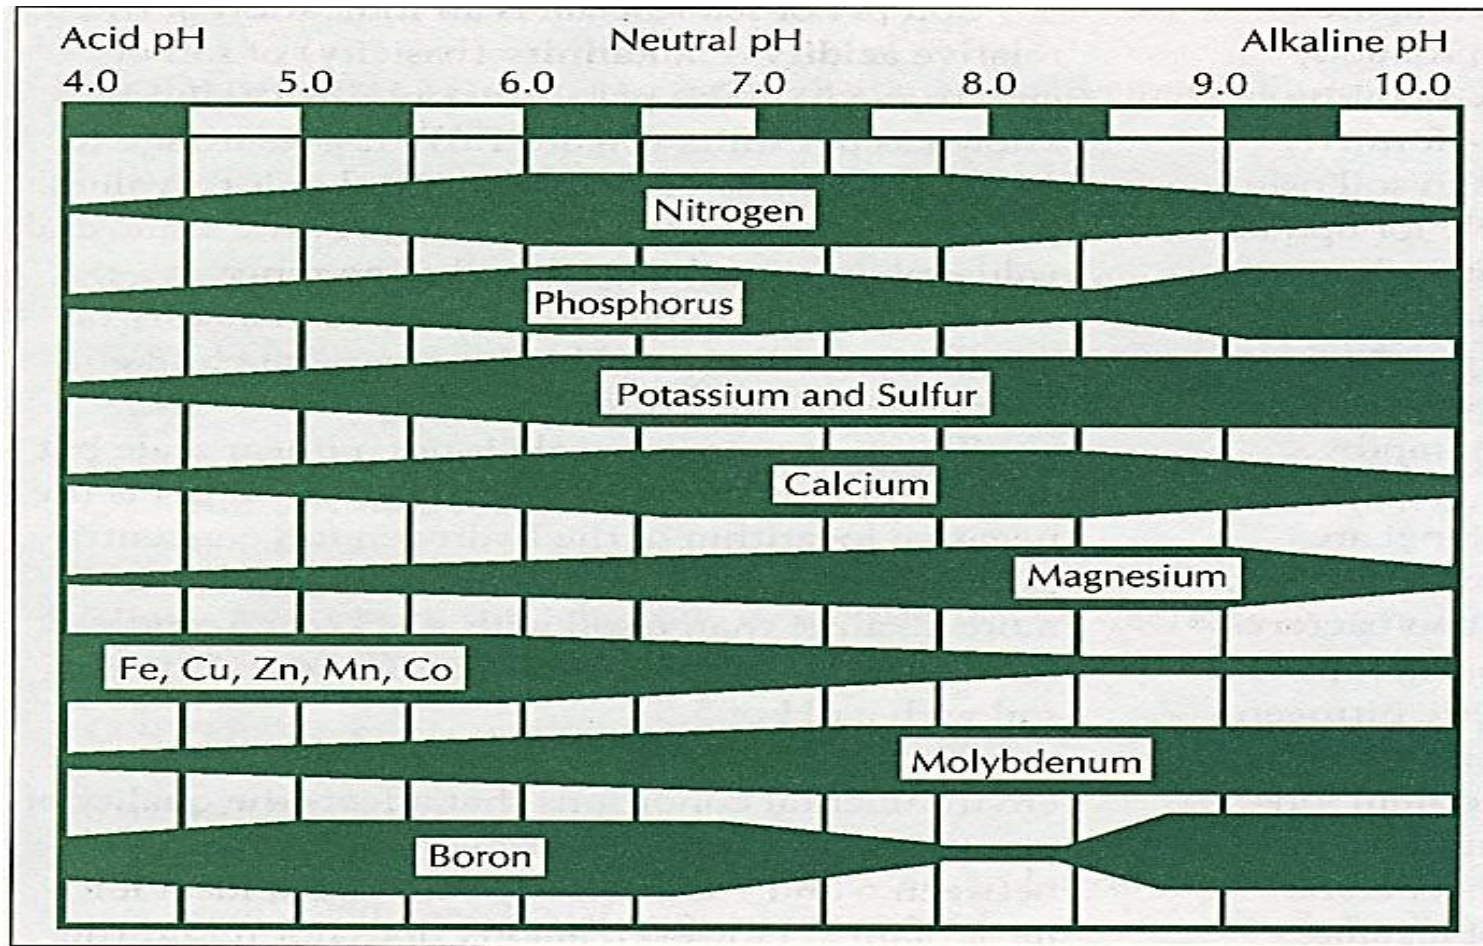 Acid pH Neutral pH Alkaline pH
4.0 5.0 6.0 7.0 8.0 9.0 10.0
Nitrogen
Phosphorus
Potassium and Sulfur
Calcium
Magnesium
Fe, Cu, Zn, Mn, Co
Molybdenum
Boron